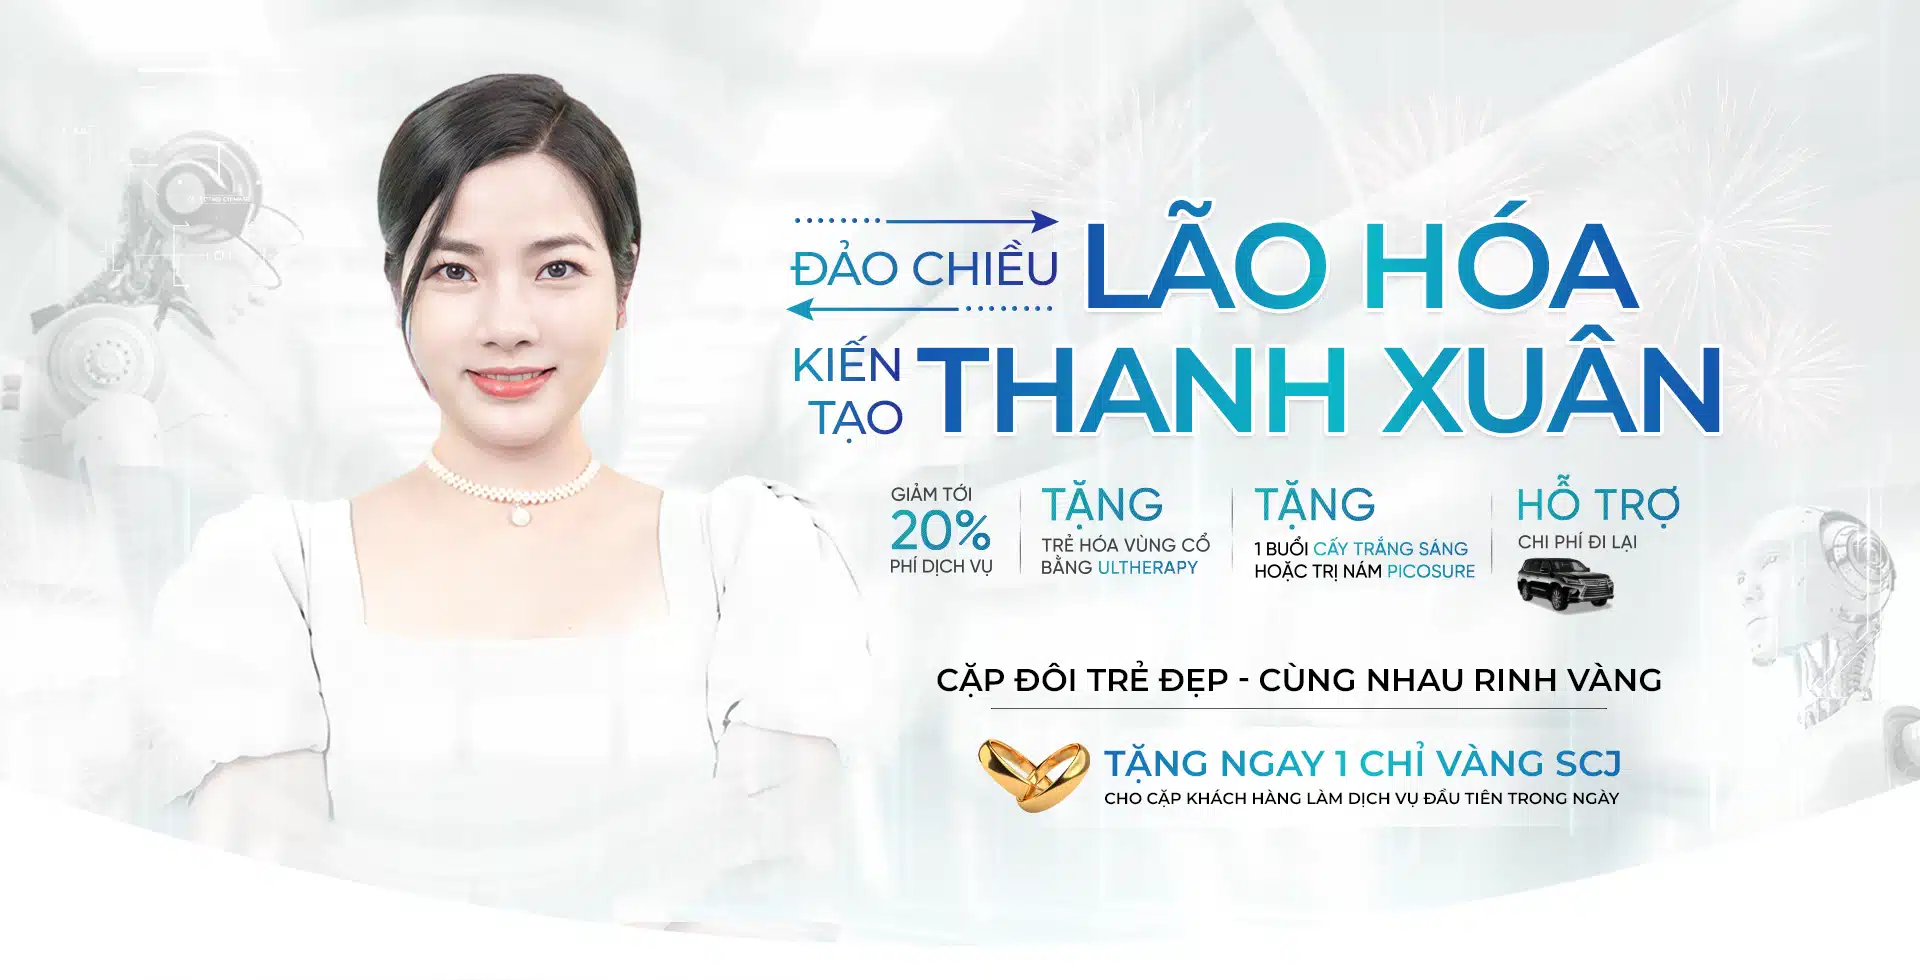 ĐẢO CHIỀU LÃO HÓA
KIẾN TẠO THANH XUÂN
GIẢM TỚI
20%
PHÍ DỊCH VỤ
TẶNG
TRẺ HÓA VÙNG CỔ
BẰNG ULTHERAPY
TẶNG
1 BUỔI CẤY TRẮNG SÁNG
HOẶC TRỊ NÁM PICOSURE
HỖ TRỢ
CHI PHÍ ĐI LẠI
CẶP ĐÔI TRẺ ĐẸP - CÙNG NHAU RINH VÀNG
TẶNG NGAY 1 CHỈ VÀNG SCJ
CHO CẶP KHÁCH HÀNG LÀM DỊCH VỤ ĐẦU TIÊN TRONG NGÀY